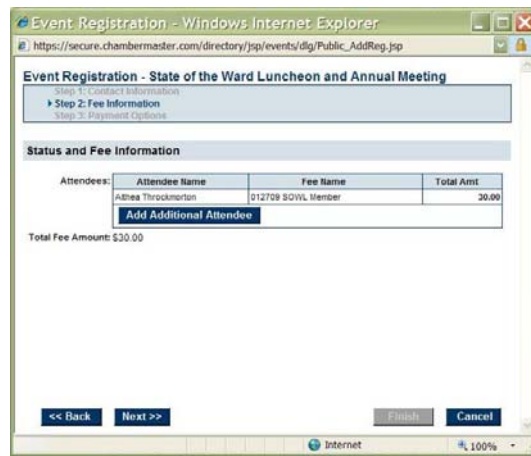 Event Registration - Windows Internet Explorer
https://secure.chambermaster.com/directory/jsp/events/dlg/Public_AddReg.jsp
Event Registration - State of the Ward Luncheon and Annual Meeting
Step 1: Contact Information
Step 2: Fee Information
Step 3: Payment Options
Status and Fee Information
Attendees: Attendee Name Fee Name Total Amt
Althea Throckmorton 012709 SOWL Member 30.00
Add Additional Attendee
Total Fee Amount: $30.00
<< Back Next >> Finish Cancel
Internet 100%